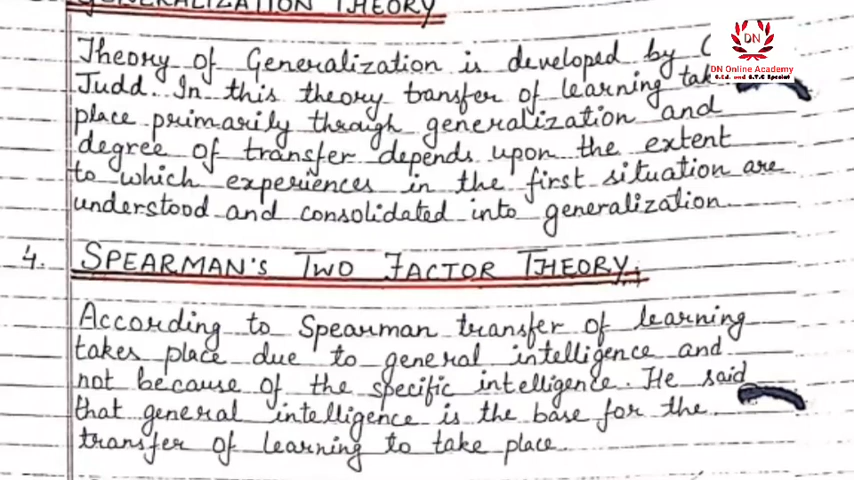 GENERALIZATION THEORY
Theory of Generalization is developed by C
Judd. In this theory transfer of learning tak
place primarily through generalization and
degree of transfer depends upon the extent
to which experiences in the first situation are
understood and consolidated into generalization.
4. SPEARMAN'S TWO FACTOR THEORY:
According to Spearman transfer of learning
takes place due to general intelligence and
not because of the specific intelligence. He said
that general intelligence is the base for the
transfer of learning to take place.
DN
DN Online Academy
B.Ed. and B.T.C Special